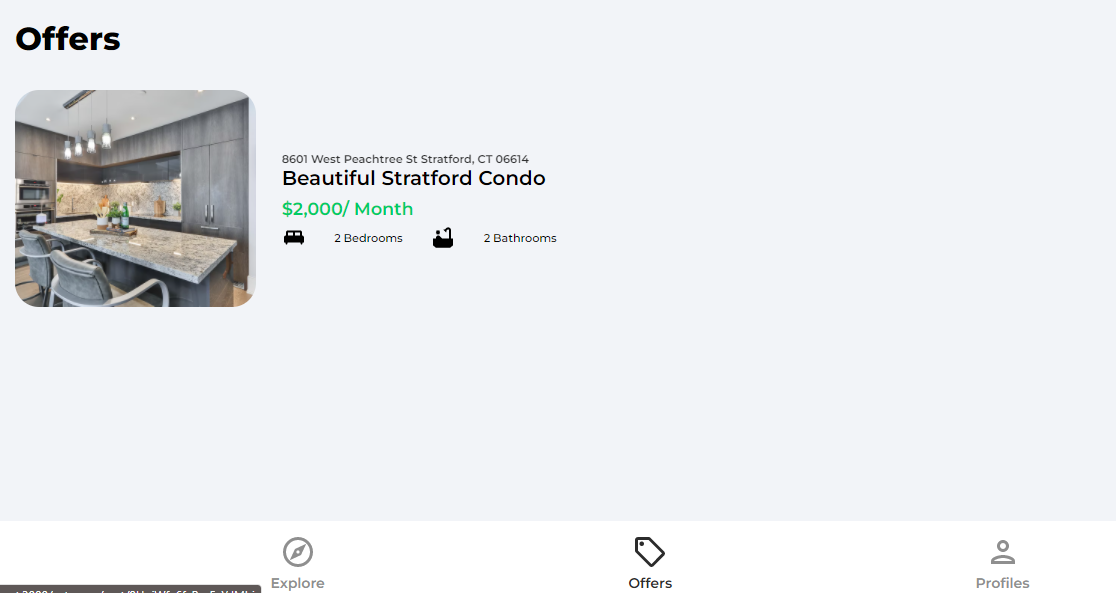 Offers
8601 West Peachtree St Stratford, CT 06614
Beautiful Stratford Condo
$2,000/ Month
2 Bedrooms 2 Bathrooms
Explore Offers Profiles